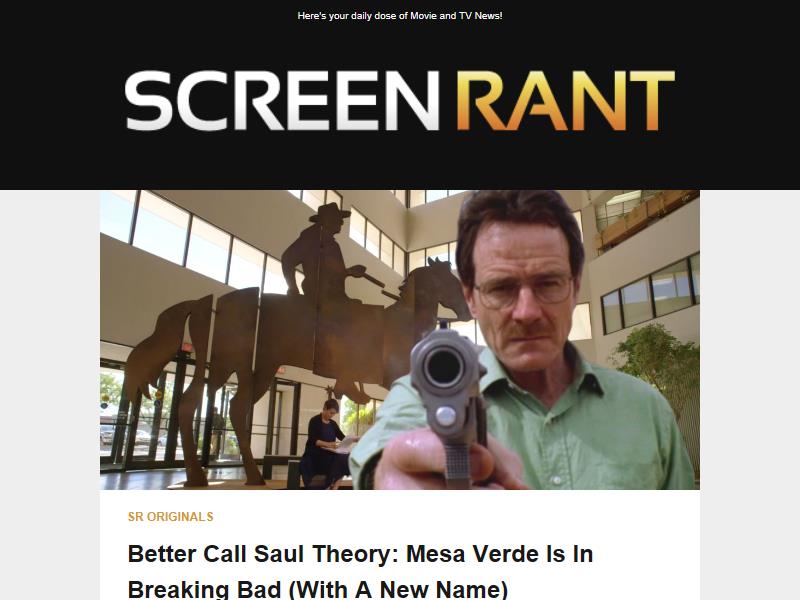 Here's your daily dose of Movie and TV News!
SCREEN RANT
SR ORIGINALS
Better Call Saul Theory: Mesa Verde Is In
Breaking Bad (With A New Name)